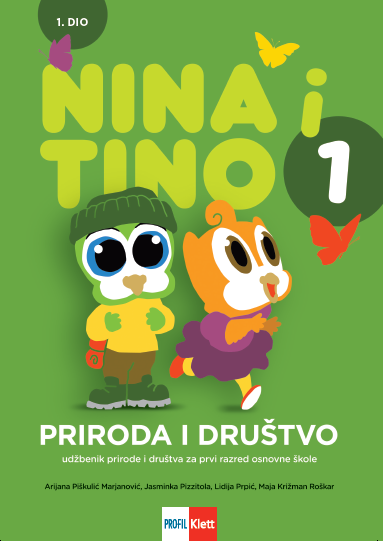 1. DIO
NINA i
TINO 1
PRIRODA I DRUŠTVO
udžbenik prirode i društva za prvi razred osnovne škole
Arijana Piškulić Marjanović, Jasminka Pizzitola, Lidija Prpić, Maja Križman Roškar
PROFIL Klett